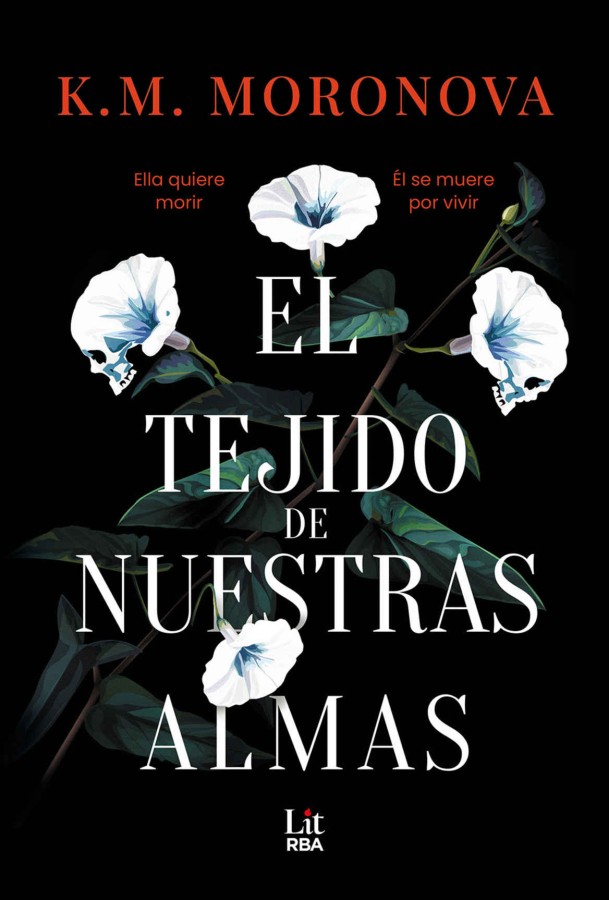 K.M. MORONOVA
Ella quiere
morir
Él se muere
por vivir
EL
TEJIDO
DE
NUESTRAS
ALMAS
Lit
RBA